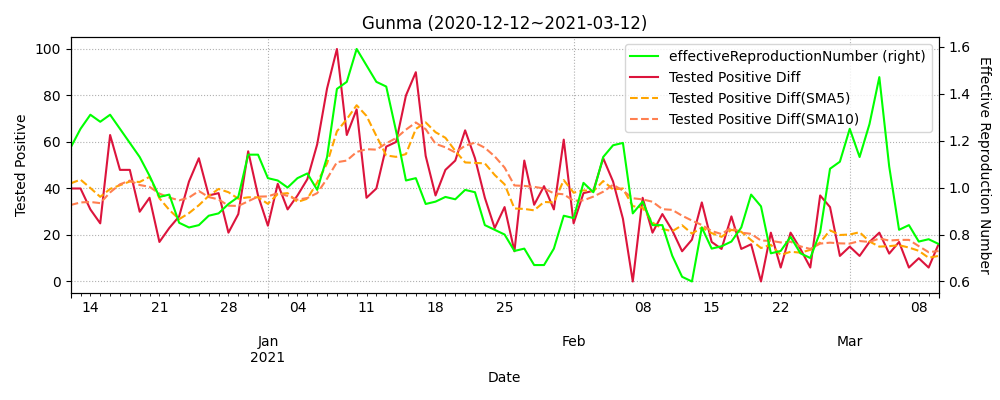 Gunma (2020-12-12~2021-03-12)
effectiveReproductionNumber (right)
Tested Positive Diff
Tested Positive Diff(SMA5)
Tested Positive Diff(SMA10)
Tested Positive
100
80
60
40
20
0
Effective Reproduction Number
1.6
1.4
1.2
1.0
0.8
0.6
14 21 28 04 11 18 25 08 15 22 08
Jan Feb Mar
2021
Date